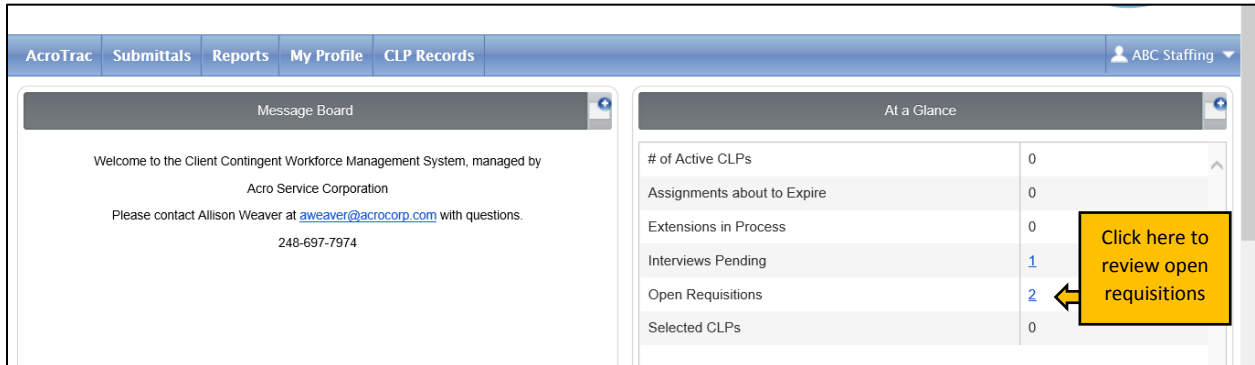 AcroTrac Submittals Reports My Profile CLP Records ABC Staffing
Message Board
Welcome to the Client Contingent Workforce Management System, managed by
Acro Service Corporation
Please contact Allison Weaver at aweaver@acrocorp.com with questions.
248-697-7974
At a Glance
# of Active CLPs 0
Assignments about to Expire 0
Extensions in Process 0
Interviews Pending 1
Open Requisitions 2
Selected CLPs 0
Click here to
review open
requisitions